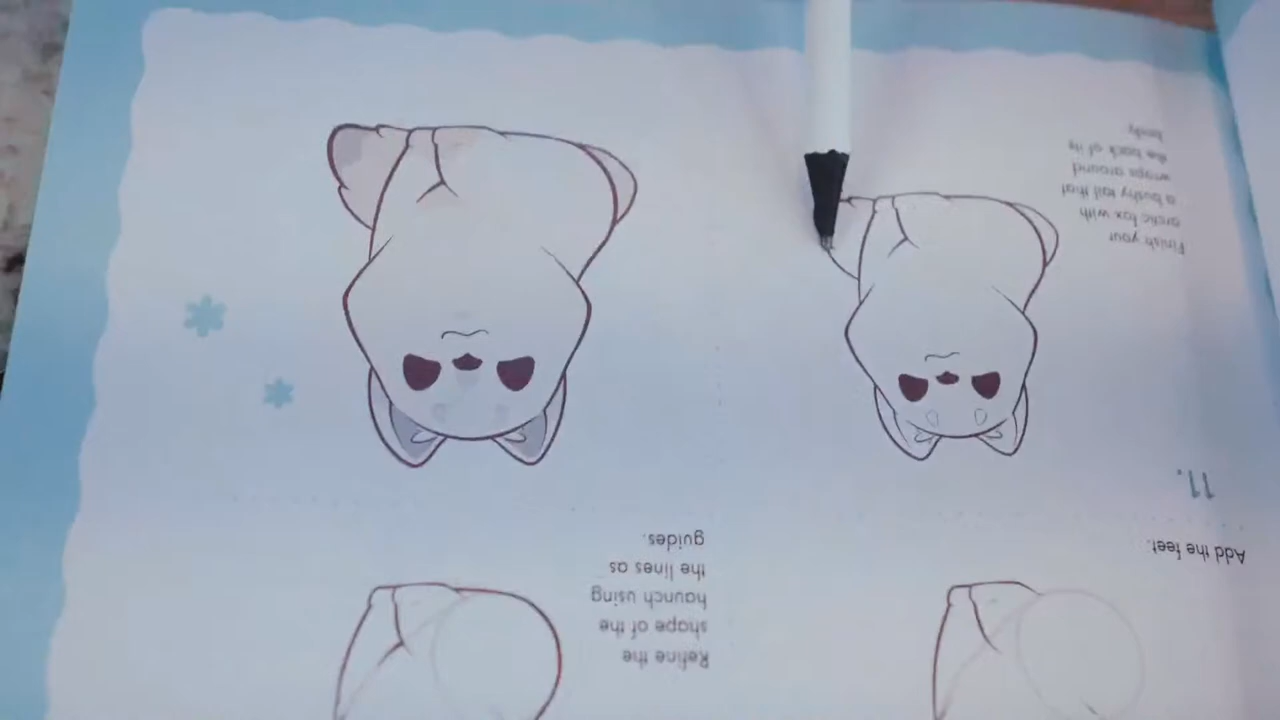 Add the feet.
Refine the
shape of the
haunch using
the lines as
guides.
11.
Finish your
arctic fox with
a bushy tail that
wraps around
the back of its
body.